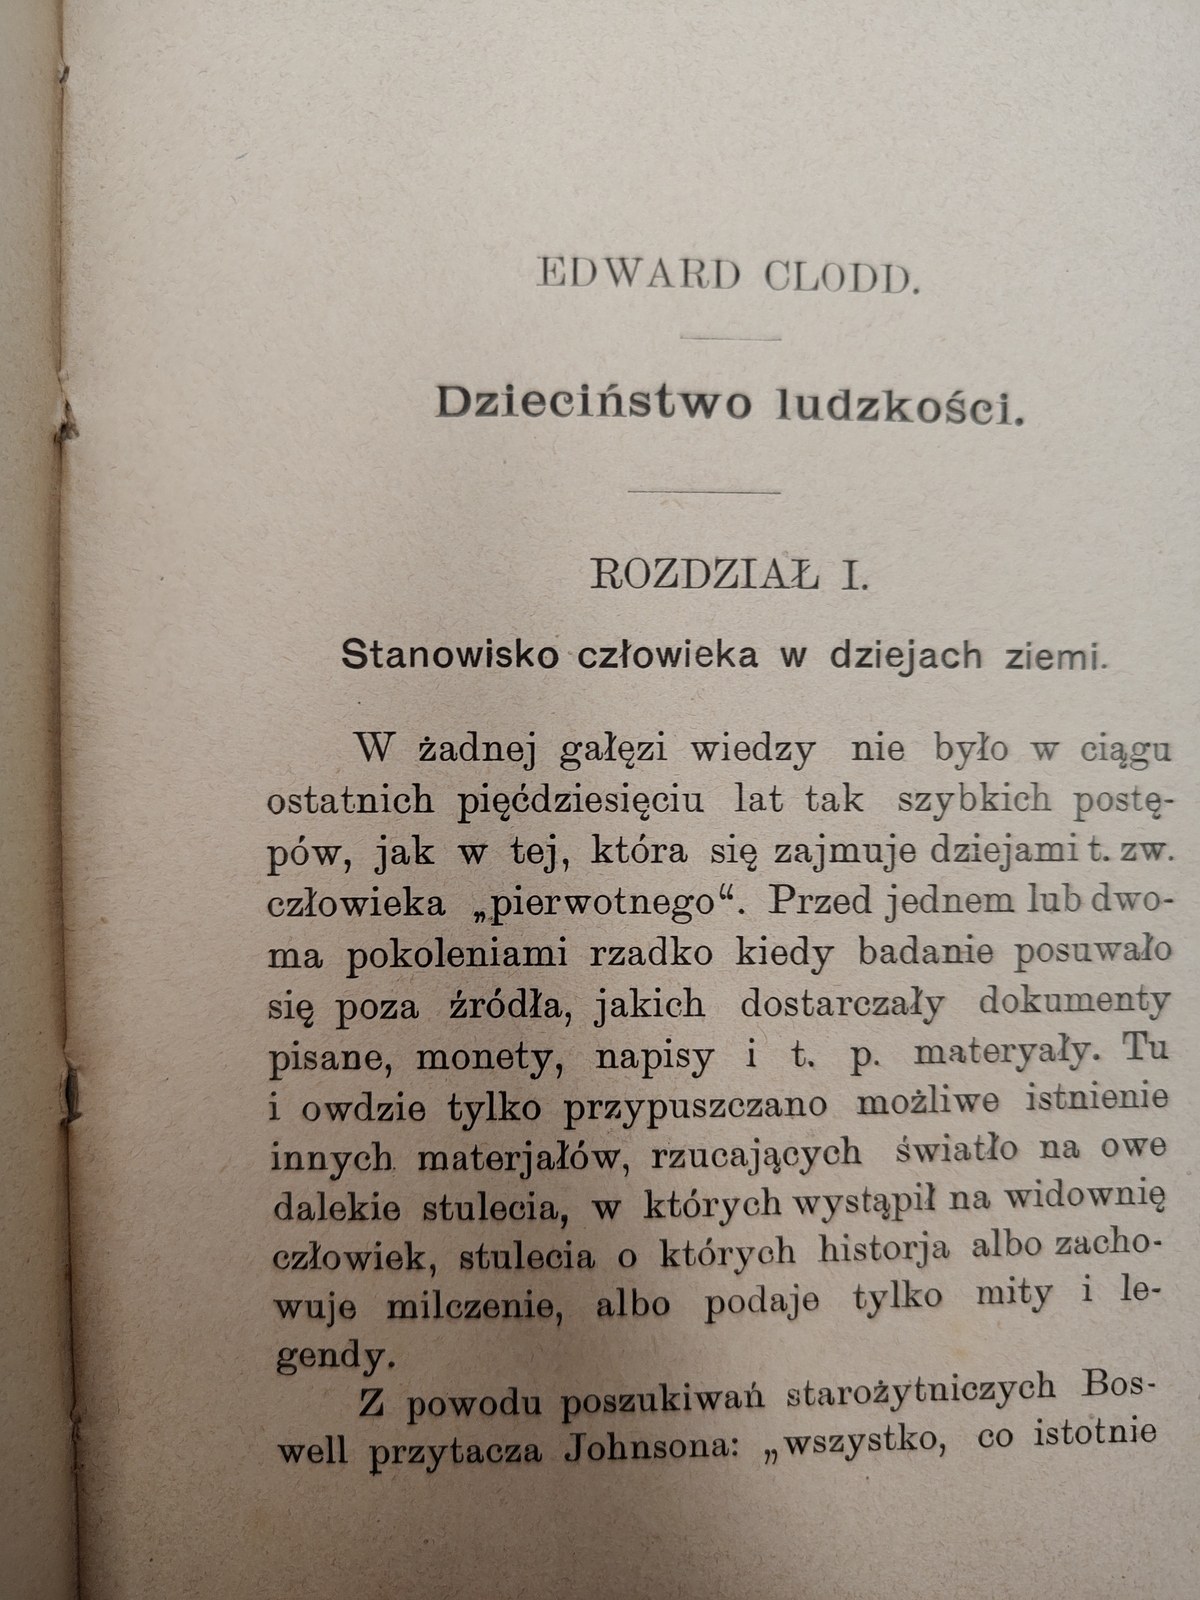 EDWARD CLODD.
Dzieciństwo ludzkości.
ROZDZIAŁ I.
Stanowisko człowieka w dziejach ziemi.
W żadnej gałęzi wiedzy nie było w ciągu
ostatnich pięćdziesięciu lat tak szybkich postę-
pów, jak w tej, która się zajmuje dziejami t. zw.
człowieka „pierwotnego“. Przed jednem lub dwo-
ma pokoleniami rzadko kiedy badanie posuwało
się poza źródła, jakich dostarczały dokumenty
pisane, monety, napisy i t. p. materyały. Tu
i owdzie tylko przypuszczano możliwe istnienie
innych materjałów, rzucających światło na owe
dalekie stulecia, w których wystąpił na widownię
człowiek, stulecia o których historja albo zacho-
wuje milczenie, albo podaje tylko mity i le-
gendy.
Z powodu poszukiwań starożytniczych Bos-
well przytacza Johnsona: „wszystko, co istotnie